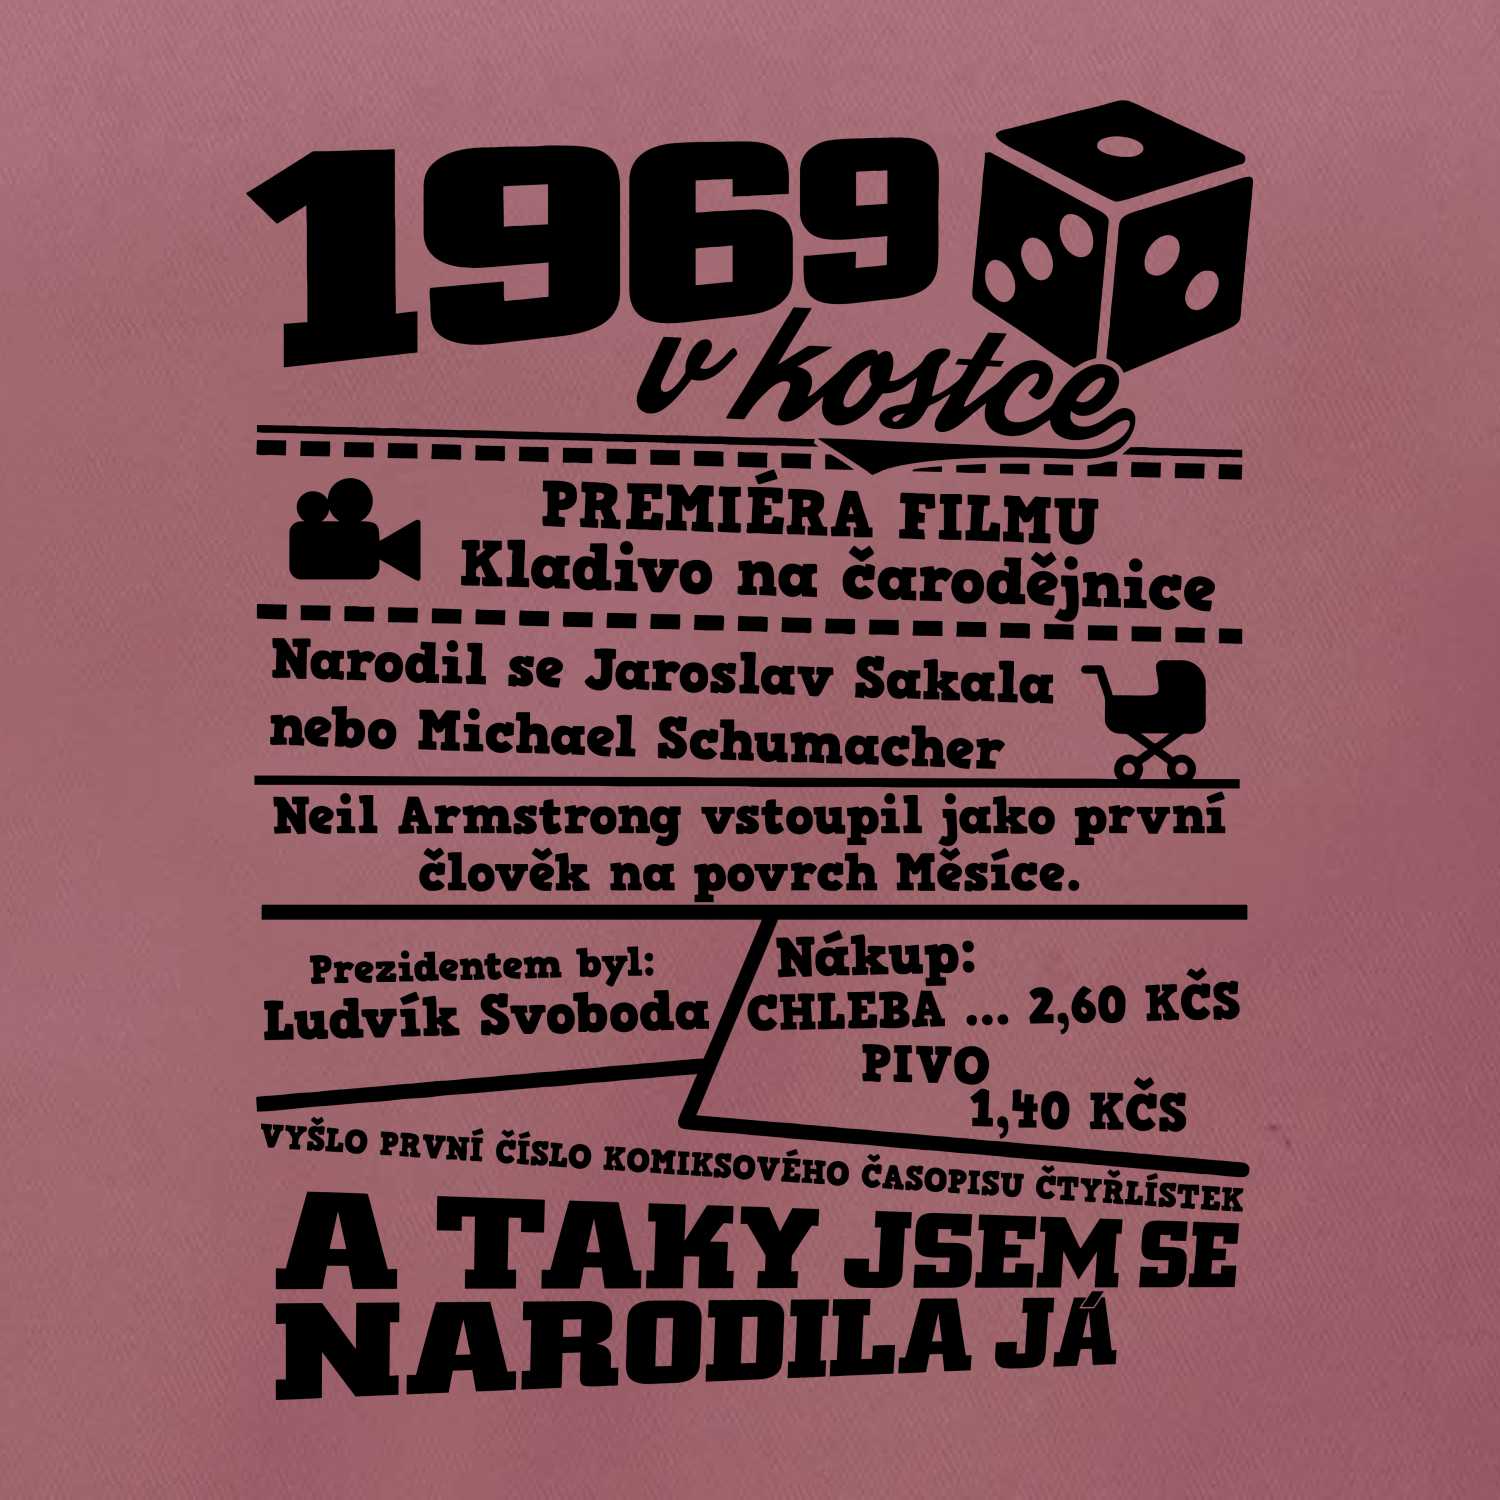 1969
v kostce
PREMIÉRA FILMU
Kladivo na čarodějnice
Narodil se Jaroslav Sakala
nebo Michael Schumacher
Neil Armstrong vstoupil jako první
člověk na povrch Měsíce.
Prezidentem byl:
Ludvík Svoboda
Nákup:
CHLEBA ... 2,60 KČS
PIVO
1,40 KČS
VYŠLO PRVNÍ ČÍSLO KOMIKSOVÉHO ČASOPISU ČTYŘLÍSTEK
A TAKY JSEM SE
NARODILA JÁ